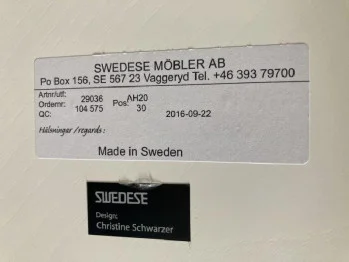 SWEDESE MÖBLER AB
Po Box 156, SE 567 23 Vaggeryd Tel. +46 393 79700
Artnr/utt: 29036 AH20
Ordernr: 104 575 Pos: 30
QC: 2016-09-22
Hälsningar /regards :
Made in Sweden
SWEDESE
Design:
Christine Schwarzer